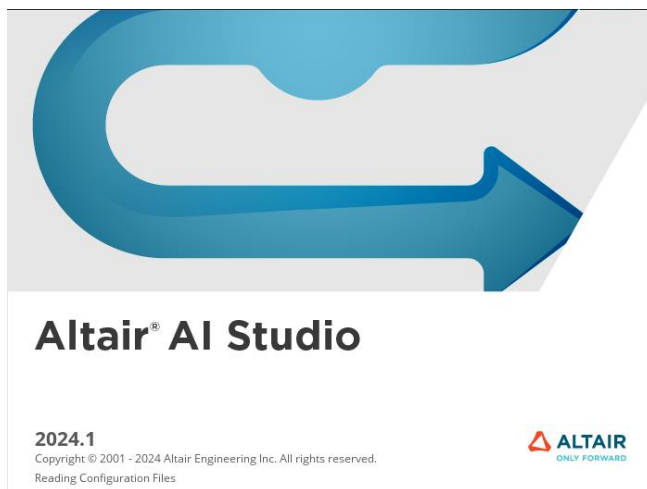 Altair® AI Studio
2024.1
Copyright © 2001 - 2024 Altair Engineering Inc. All rights reserved.
Reading Configuration Files
ALTAIR
ONLY FORWARD